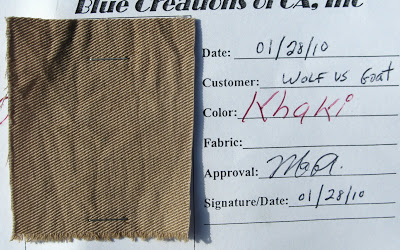 Blue Creations of CA, Inc
Date: 01/28/10
Customer: WOLF VS GOAT
Color: Khaki
Fabric:
Approval:
Signature/Date: 01/28/10